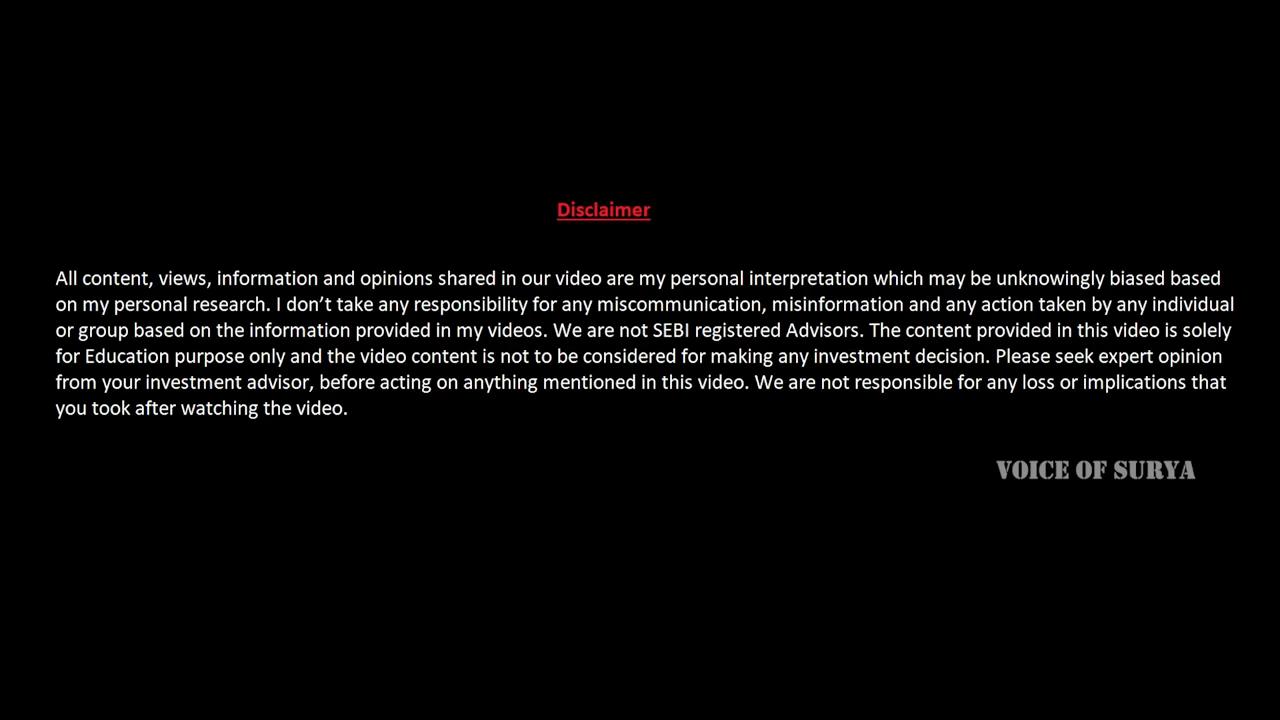 Disclaimer
All content, views, information and opinions shared in our video are my personal interpretation which may be unknowingly biased based
on my personal research. I don’t take any responsibility for any miscommunication, misinformation and any action taken by any individual
or group based on the information provided in my videos. We are not SEBI registered Advisors. The content provided in this video is solely
for Education purpose only and the video content is not to be considered for making any investment decision. Please seek expert opinion
from your investment advisor, before acting on anything mentioned in this video. We are not responsible for any loss or implications that
you took after watching the video.
VOICE OF SURYA